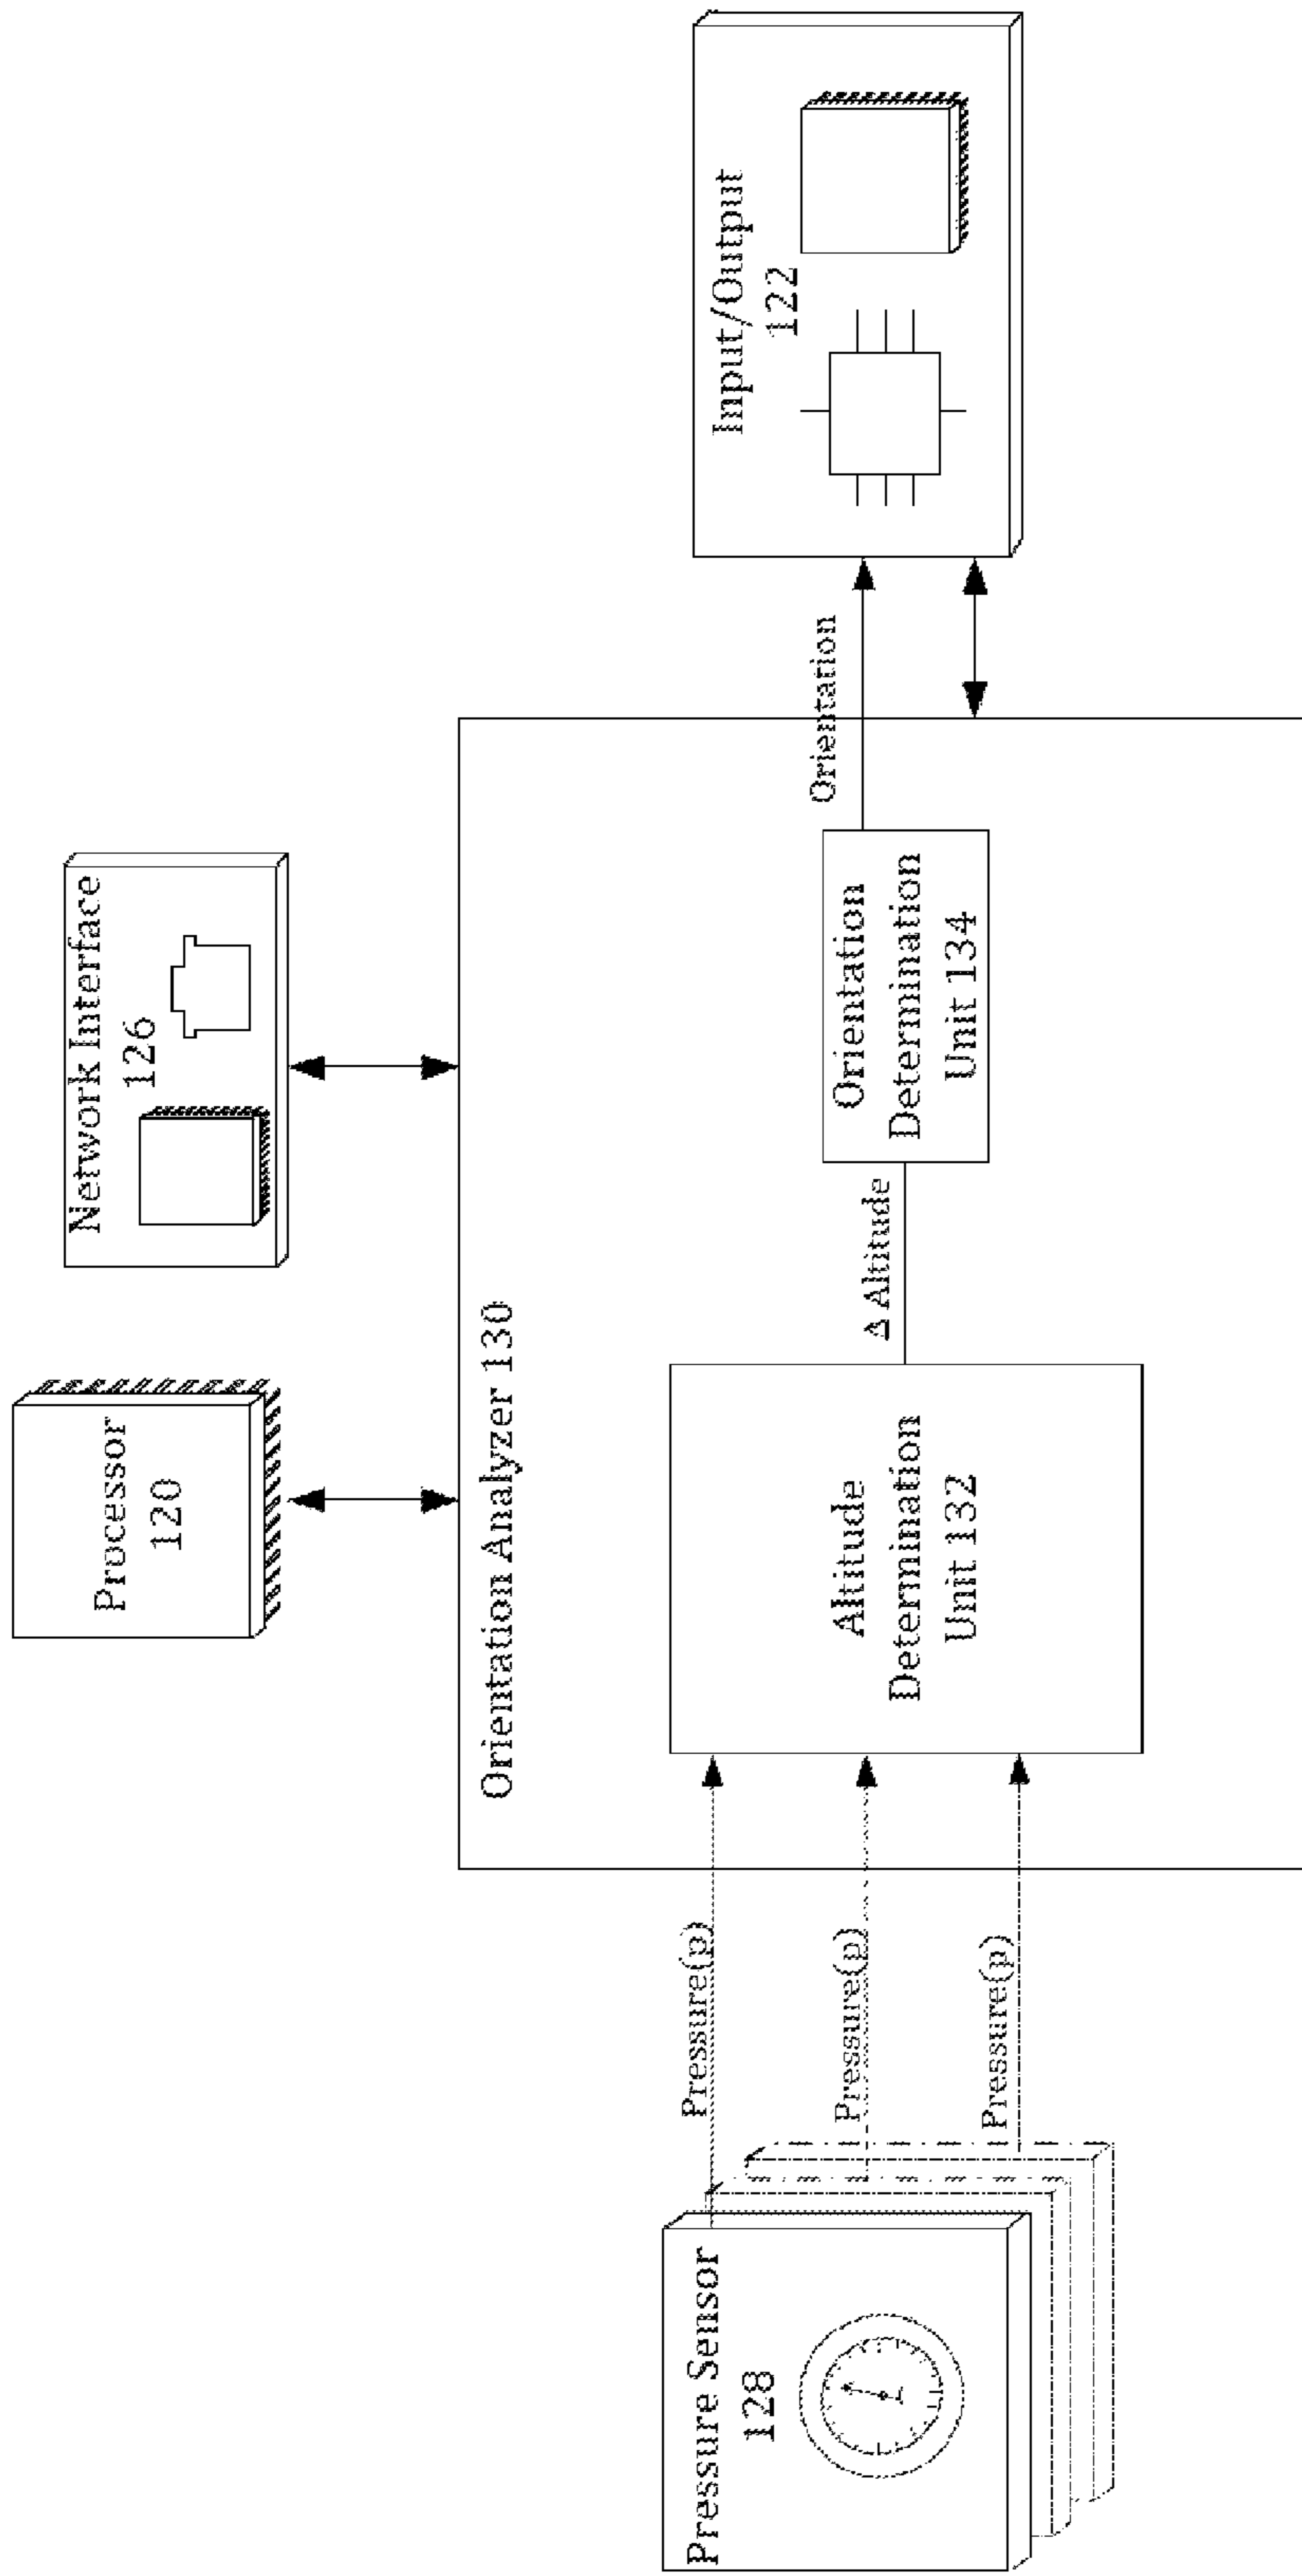 Processor
120
Network Interface
126
Orientation Analyzer 130
Pressure Sensor
128
Pressure(p)
Pressure(p)
Pressure(p)
Altitude
Determination
Unit 132
Δ Altitude
Orientation
Determination
Unit 134
Orientation
Input/Output
122